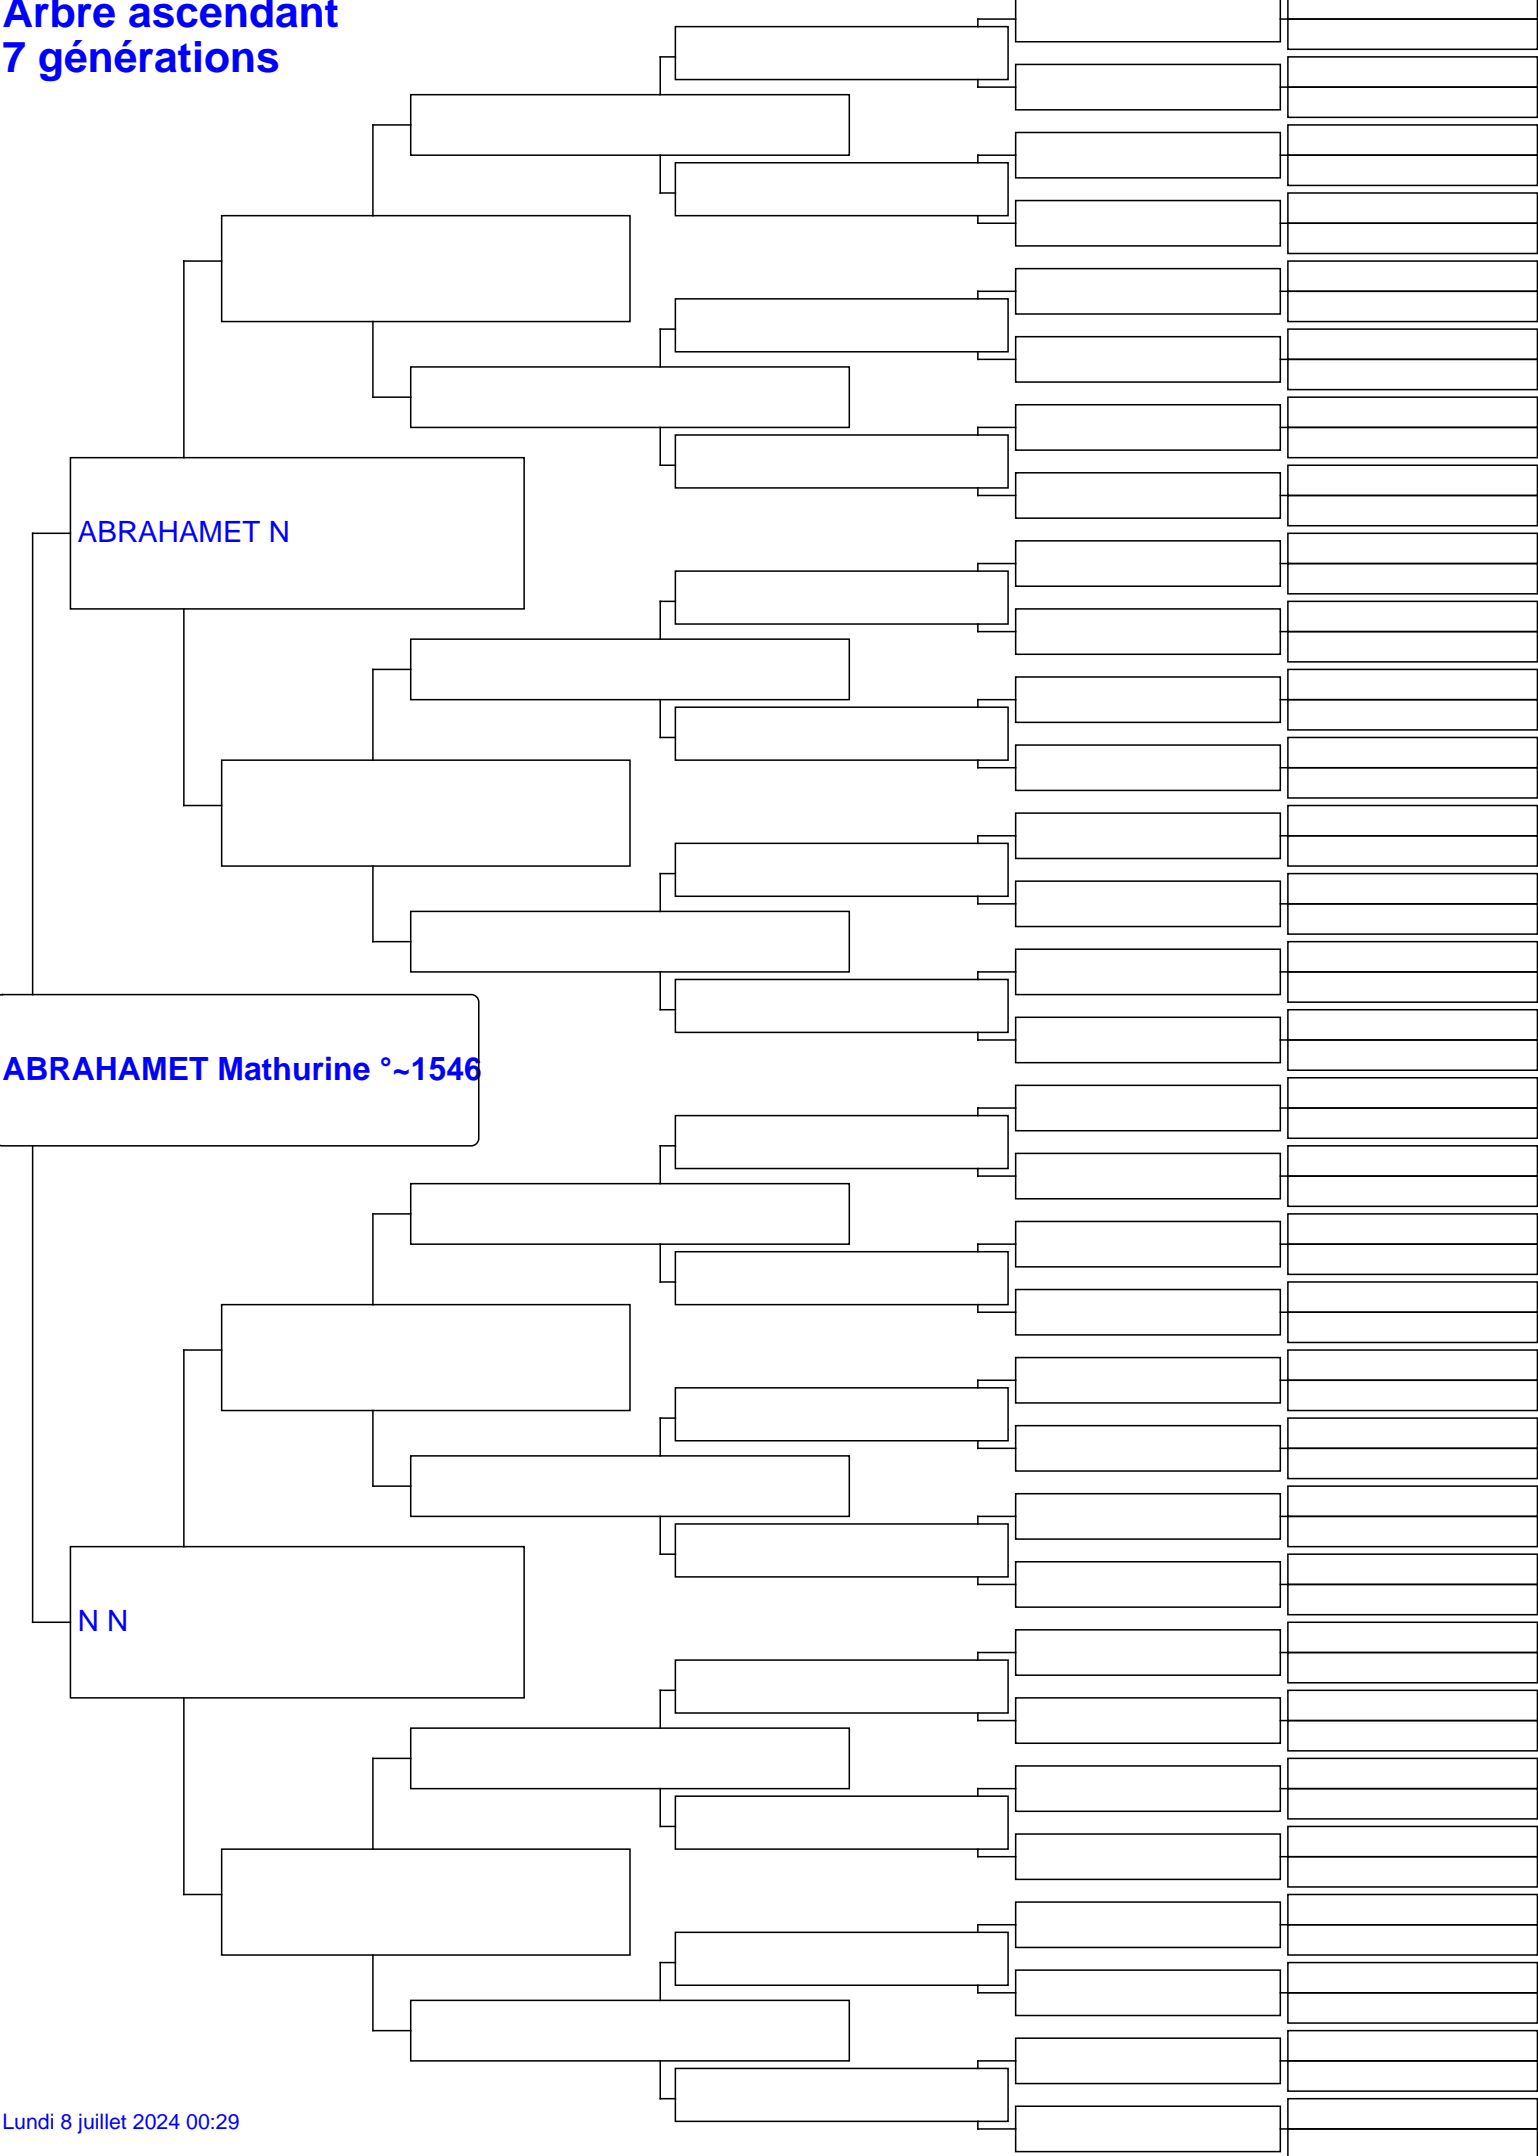 Arbre ascendant
7 générations
ABRAHAMET N
ABRAHAMET Mathurine °~1546
N N
Lundi 8 juillet 2024 00:29